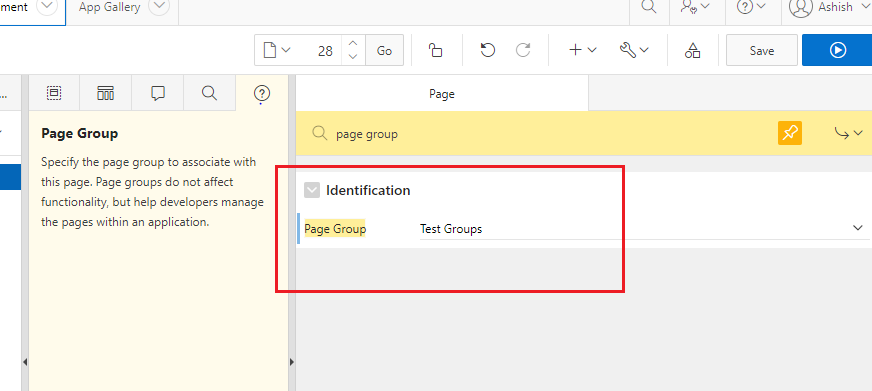 ment
App Gallery
Ashish
28
Go
Save
...
Page
Page Group
Specify the page group to associate with
this page. Page groups do not affect
functionality, but help developers manage
the pages within an application.
page group
Identification
Page Group
Test Groups